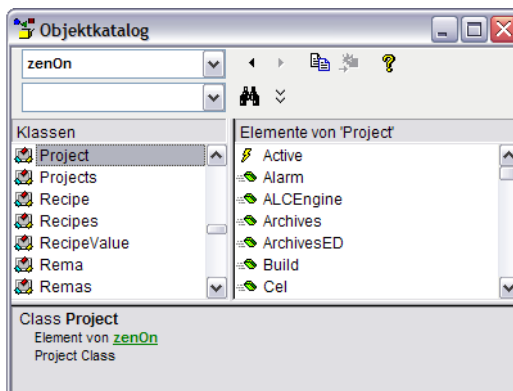 Objektkatalog
zenOn
Klassen
Project
Projects
Recipe
Recipes
RecipeValue
Rema
Remas
Elemente von 'Project'
Active
Alarm
ALCEngine
Archives
ArchivesED
Build
Cel
Class Project
Element von zenOn
Project Class